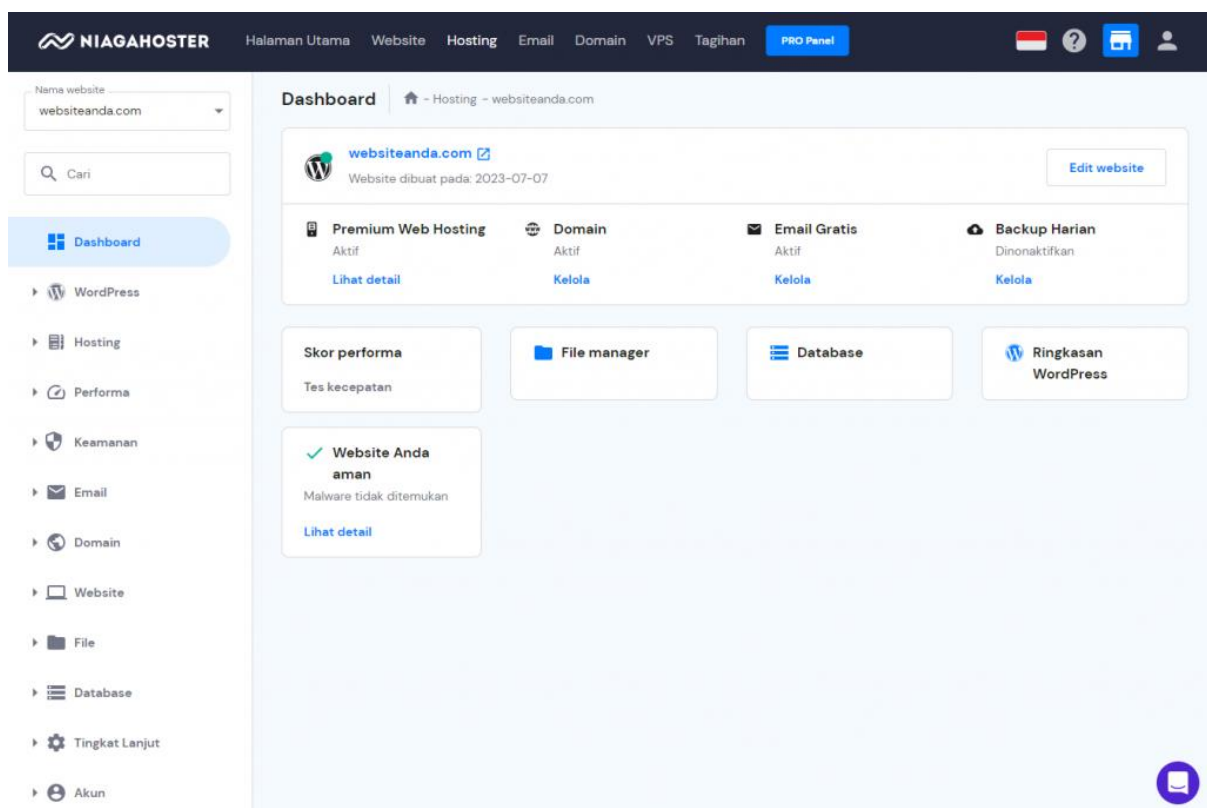 NIAGAHOSTER
Halaman Utama Website Hosting Email Domain VPS Tagihan PRO Panel
Nama website
websiteanda.com
Cari
Dashboard
WordPress
Hosting
Performa
Keamanan
Email
Domain
Website
File
Database
Tingkat Lanjut
Akun
Dashboard - Hosting - websiteanda.com
websiteanda.com
Website dibuat pada: 2023-07-07
Edit website
Premium Web Hosting
Aktif
Lihat detail
Domain
Aktif
Kelola
Email Gratis
Aktif
Kelola
Backup Harian
Dinonaktifkan
Kelola
Skor performa
Tes kecepatan
File manager
Database
Ringkasan
WordPress
Website Anda
aman
Malware tidak ditemukan
Lihat detail